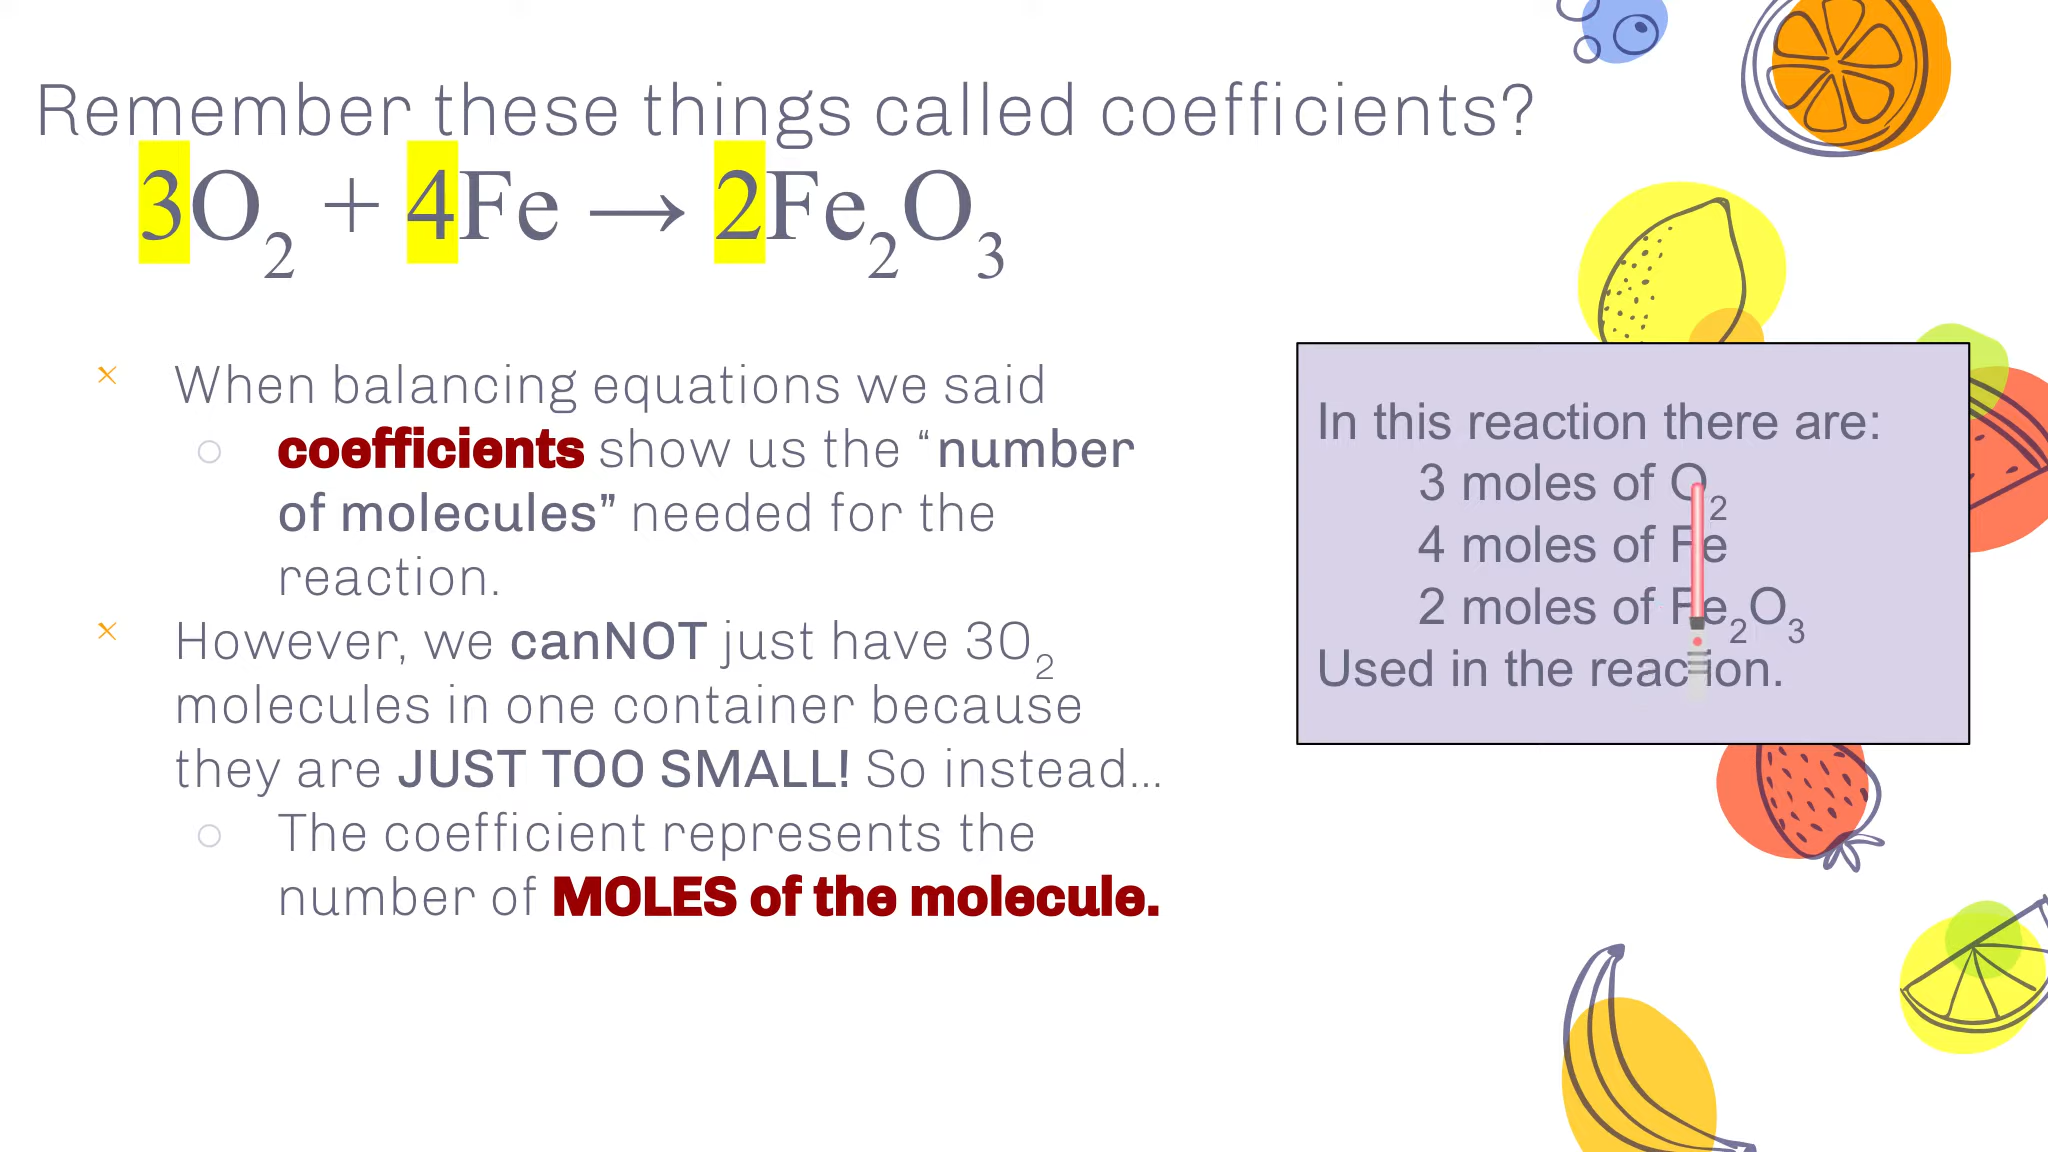 Remember these things called coefficients?
3O₂ + 4Fe → 2Fe₂O₃
When balancing equations we said
coefficients show us the “number
of molecules” needed for the
reaction.
However, we canNOT just have 3O₂
molecules in one container because
they are JUST TOO SMALL! So instead...
The coefficient represents the
number of MOLES of the molecule.
In this reaction there are:
3 moles of O₂
4 moles of Fe
2 moles of Fe₂O₃
Used in the reaction.